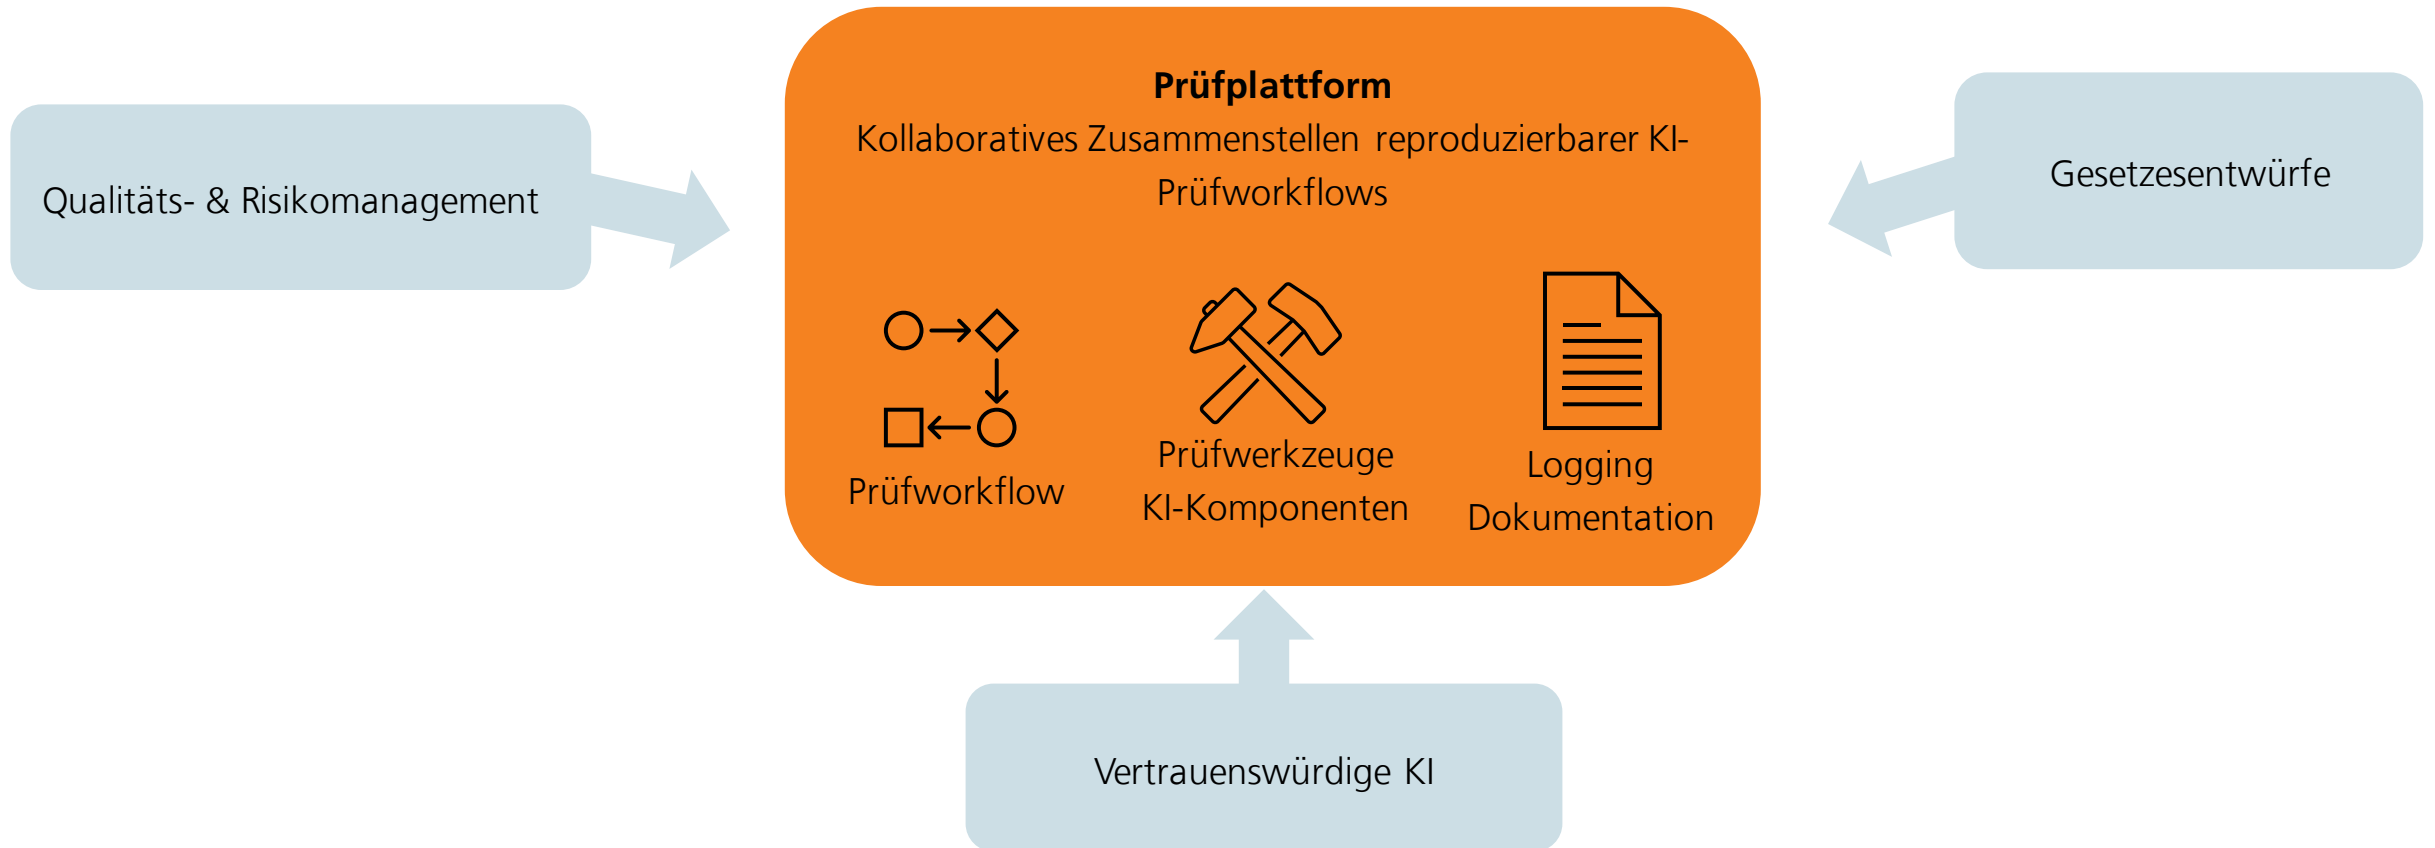 Prüfplattform
Kollaboratives Zusammenstellen reproduzierbarer KI-
Prüfworkflows
Qualitäts- & Risikomanagement
Gesetzesentwürfe
Prüfworkflow
Prüfwerkzeuge
KI-Komponenten
Logging
Dokumentation
Vertrauenswürdige KI